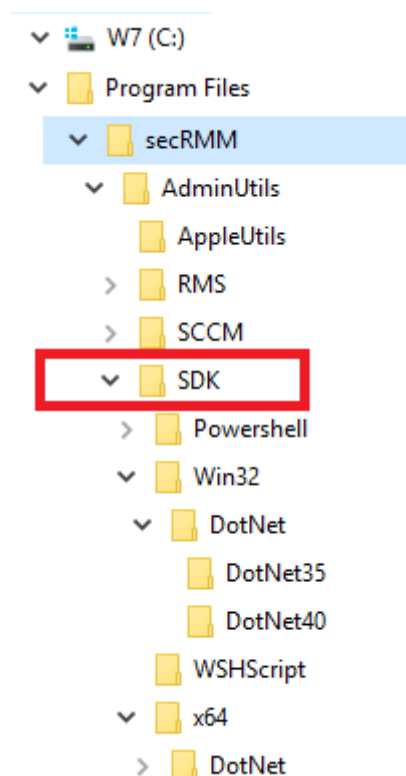 W7 (C:)
Program Files
secRMM
AdminUtils
AppleUtils
RMS
SCCM
SDK
Powershell
Win32
DotNet
DotNet35
DotNet40
WSHScript
x64
DotNet